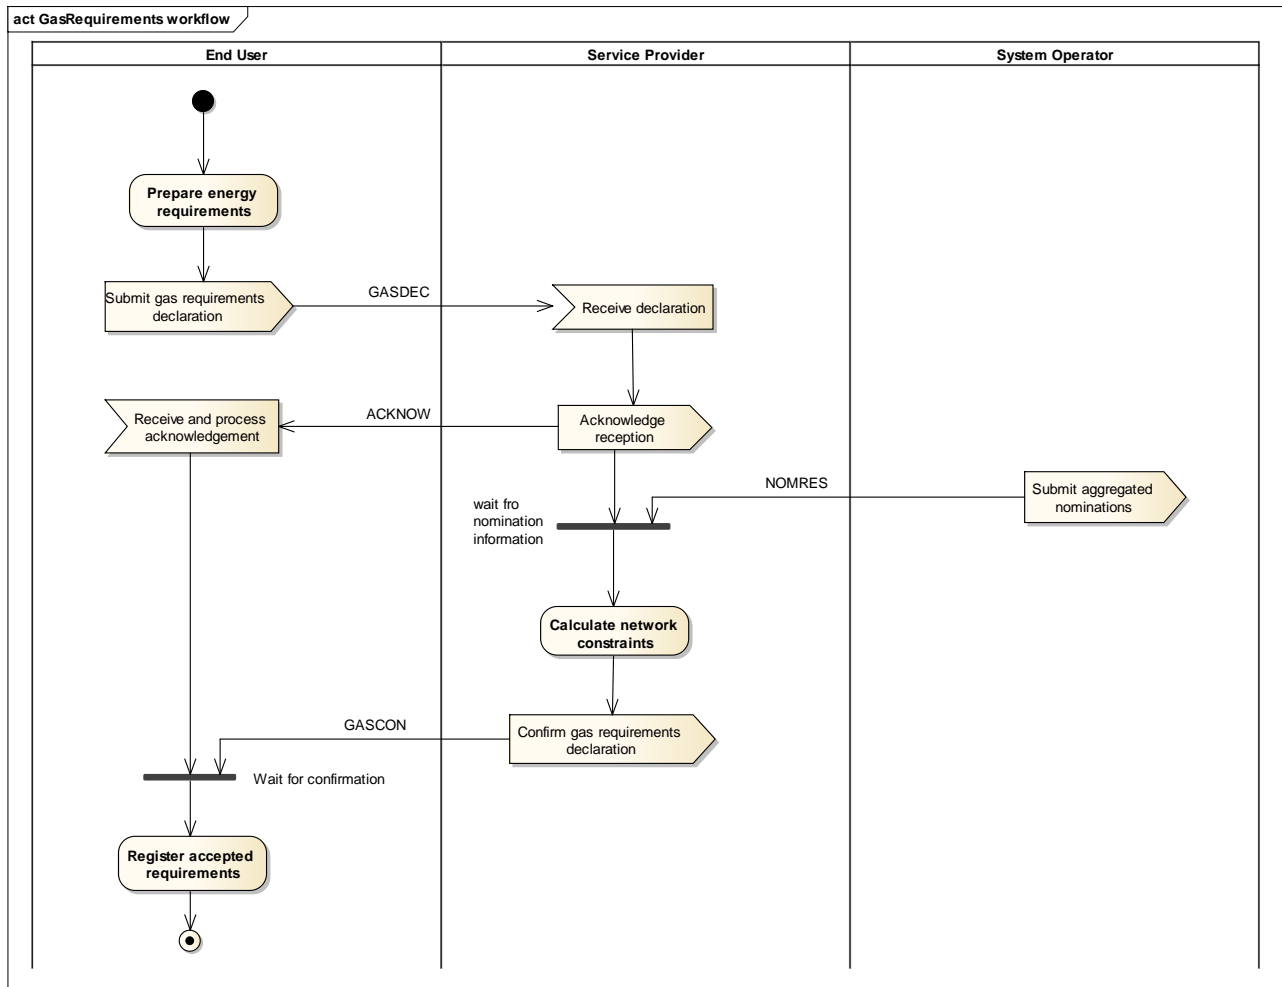 act GasRequirements workflow
End User
Service Provider
System Operator
Prepare energy
requirements
Submit gas requirements
declaration
GASDEC
Receive declaration
Receive and process
acknowledgement
ACKNOW
Acknowledge
reception
NOMRES
Submit aggregated
nominations
wait fro
nomination
information
Calculate network
constraints
GASCON
Confirm gas requirements
declaration
Wait for confirmation
Register accepted
requirements